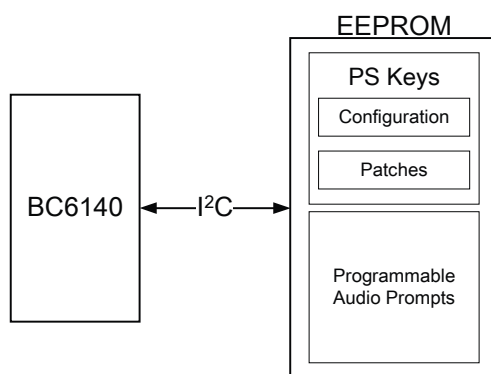 EEPROM
PS Keys
Configuration
Patches
BC6140
I²C
Programmable
Audio Prompts